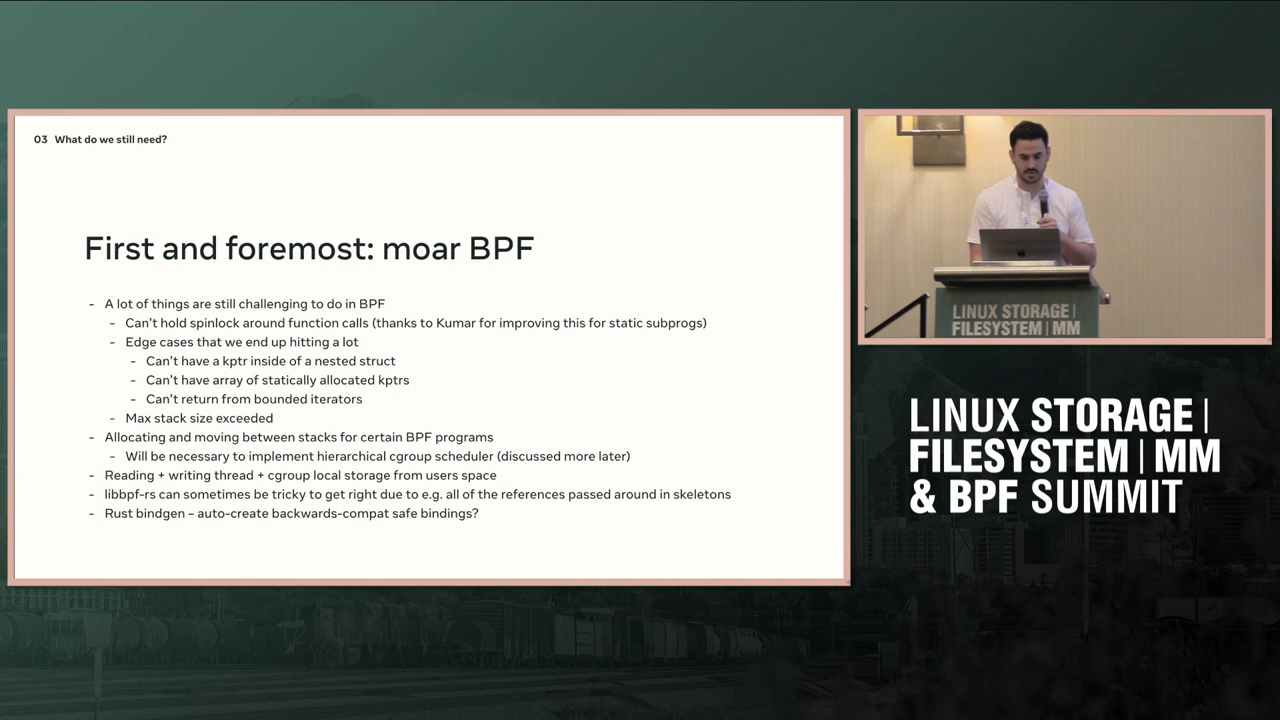 03 What do we still need?
First and foremost: moar BPF
- A lot of things are still challenging to do in BPF
- Can't hold spinlock around function calls (thanks to Kumar for improving this for static subprogs)
- Edge cases that we end up hitting a lot
- Can't have a kptr inside of a nested struct
- Can't have array of statically allocated kptrs
- Can't return from bounded iterators
- Max stack size exceeded
- Allocating and moving between stacks for certain BPF programs
- Will be necessary to implement hierarchical cgroup scheduler (discussed more later)
- Reading + writing thread + cgroup local storage from users space
- libbpf-rs can sometimes be tricky to get right due to e.g. all of the references passed around in skeletons
- Rust bindgen – auto-create backwards-compat safe bindings?
LINUX STORAGE |
FILESYSTEM | MM
LINUX STORAGE |
FILESYSTEM | MM
& BPF SUMMIT